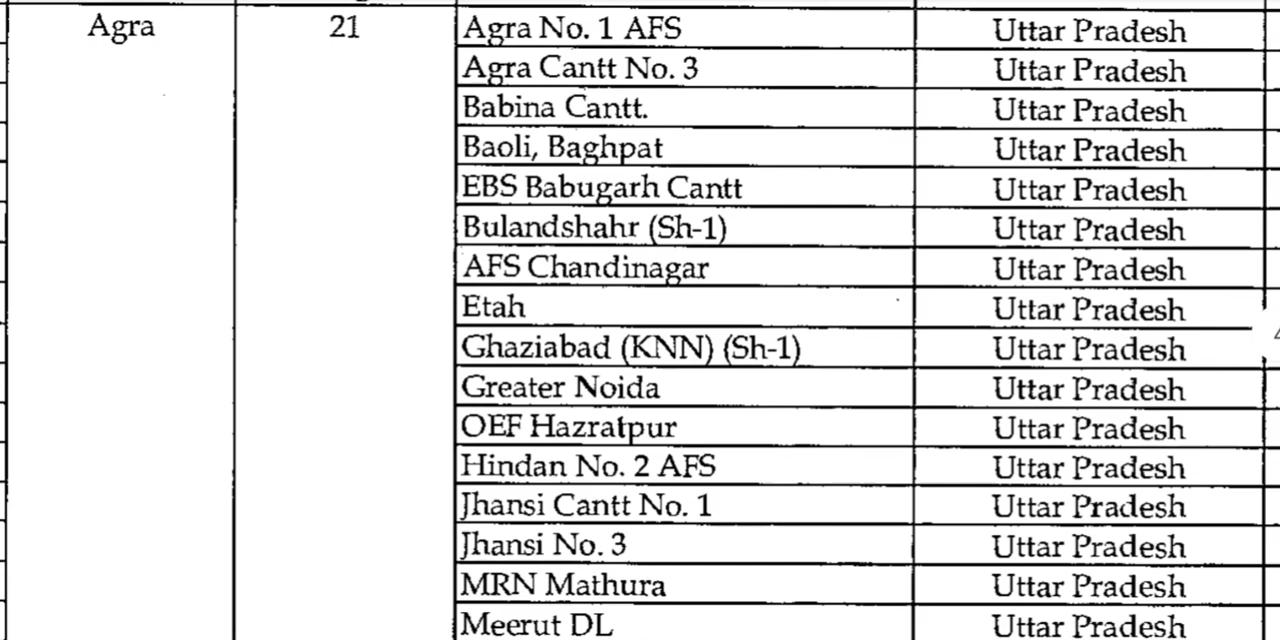 Agra 21 Agra No. 1 AFS Uttar Pradesh
Agra Cantt No. 3 Uttar Pradesh
Babina Cantt. Uttar Pradesh
Baoli, Baghpat Uttar Pradesh
EBS Babugarh Cantt Uttar Pradesh
Bulandshahr (Sh-1) Uttar Pradesh
AFS Chandinagar Uttar Pradesh
Etah Uttar Pradesh
Ghaziabad (KNN) (Sh-1) Uttar Pradesh
Greater Noida Uttar Pradesh
OEF Hazratpur Uttar Pradesh
Hindan No. 2 AFS Uttar Pradesh
Jhansi Cantt No. 1 Uttar Pradesh
Jhansi No. 3 Uttar Pradesh
MRN Mathura Uttar Pradesh
Meerut DL Uttar Pradesh